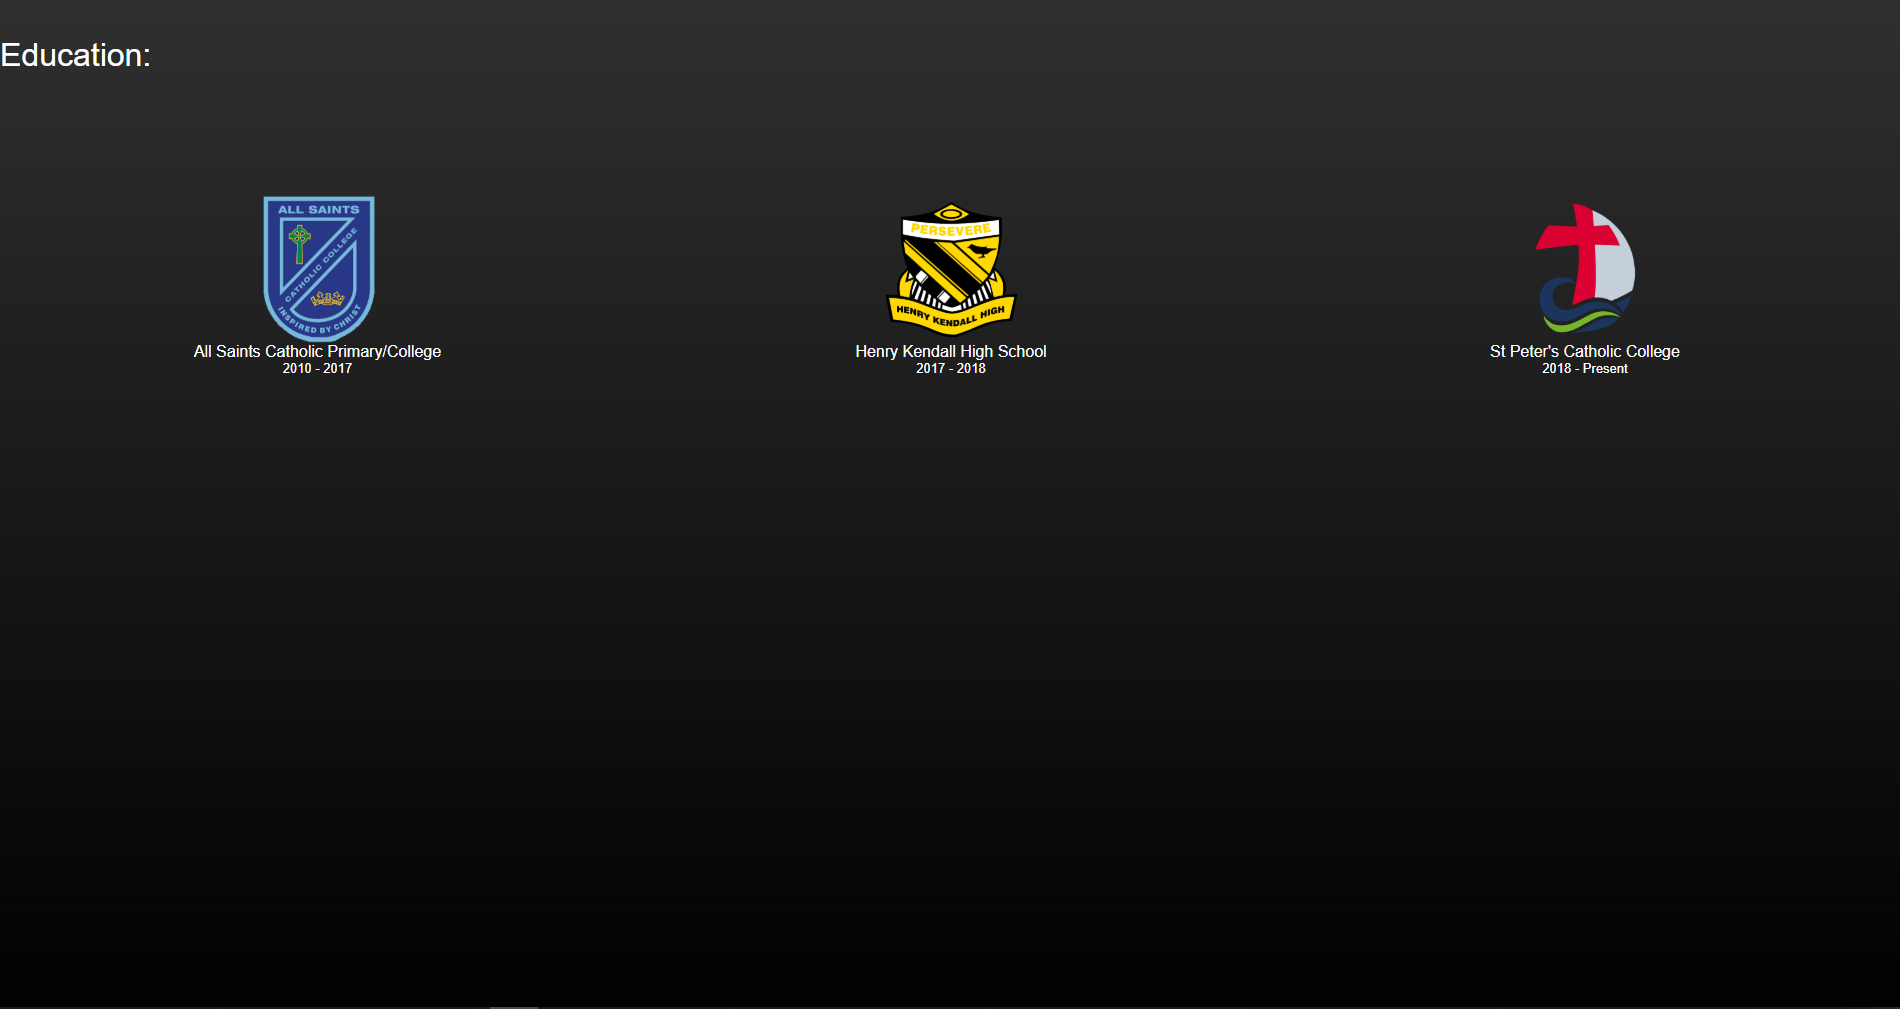 Education:
ALL SAINTS
CATHOLIC COLLEGE
INSPIRED BY CHRIST
All Saints Catholic Primary/College
2010 - 2017
PERSEVERE
HENRY KENDALL HIGH
Henry Kendall High School
2017 - 2018
St Peter's Catholic College
2018 - Present